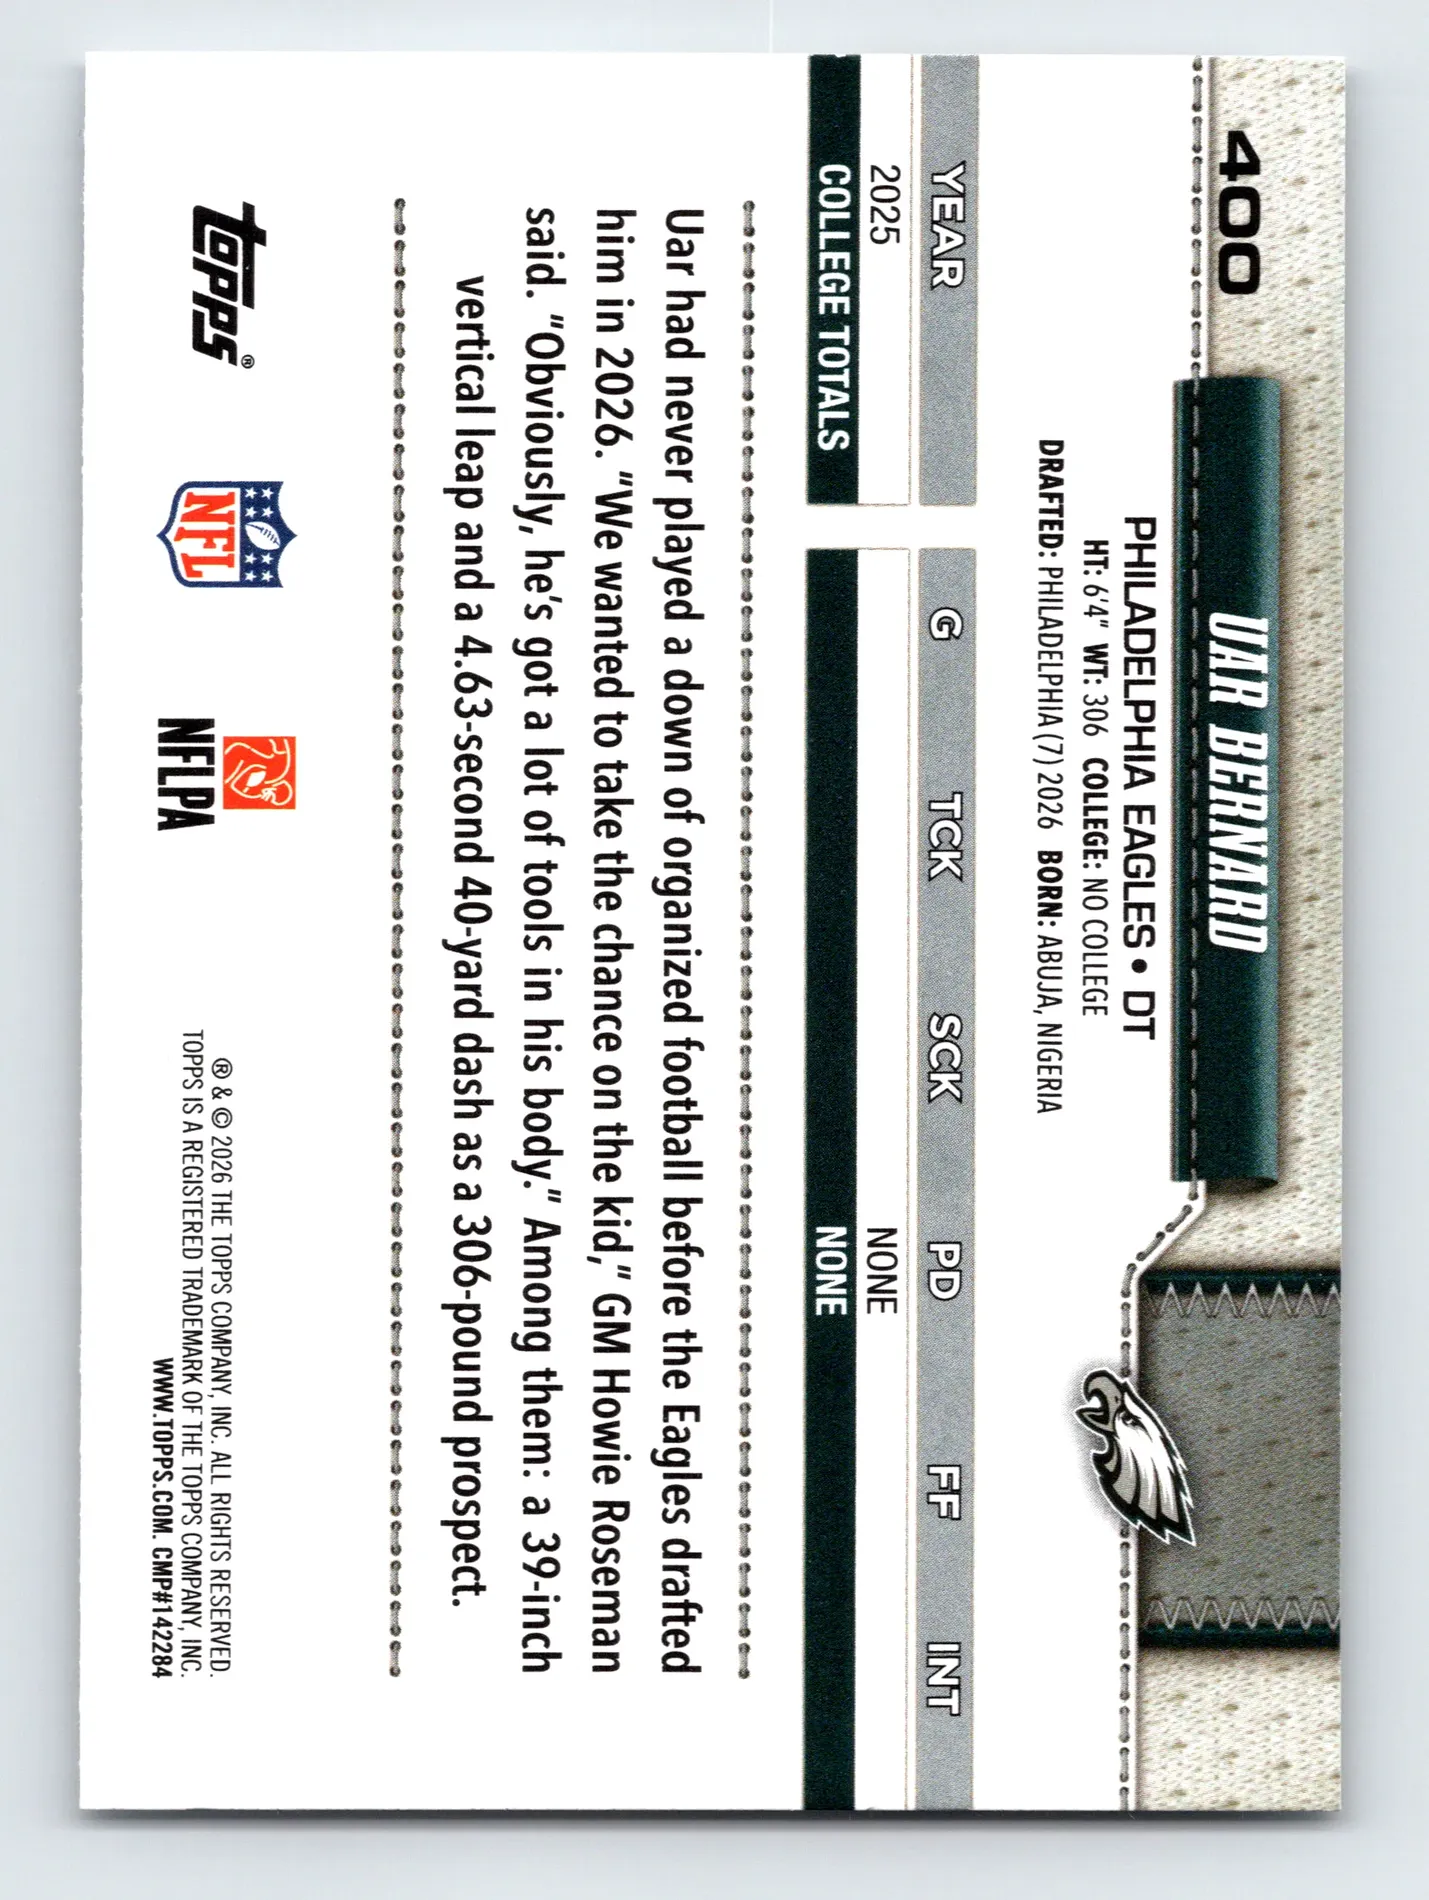 400
UAR BERNARD
PHILADELPHIA EAGLES • DT
HT: 6'4" WT: 306 COLLEGE: NO COLLEGE
DRAFTED: PHILADELPHIA (7) 2026 BORN: ABUJA, NIGERIA
YEAR G TCK SCK PD FF INT
2025 NONE
COLLEGE TOTALS NONE
Uar had never played a down of organized football before the Eagles drafted
him in 2026. "We wanted to take the chance on the kid," GM Howie Roseman
said. "Obviously, he's got a lot of tools in his body." Among them: a 39-inch
vertical leap and a 4.63-second 40-yard dash as a 306-pound prospect.
topps®
NFL
NFLPA
® & © 2026 THE TOPPS COMPANY, INC. ALL RIGHTS RESERVED.
TOPPS IS A REGISTERED TRADEMARK OF THE TOPPS COMPANY, INC.
WWW.TOPPS.COM. CMP#142284